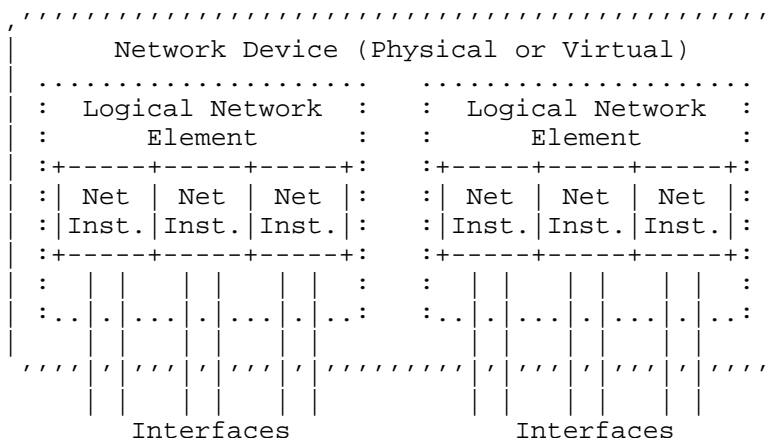 Network Device (Physical or Virtual)
Logical Network Logical Network
Element Element
Net Net Net Net Net Net
Inst. Inst. Inst. Inst. Inst. Inst.
Interfaces Interfaces